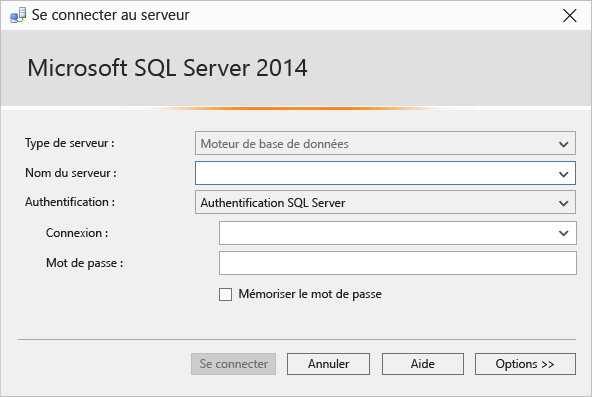 Se connecter au serveur
Microsoft SQL Server 2014
Type de serveur :
Moteur de base de données
Nom du serveur :
Authentification :
Authentification SQL Server
Connexion :
Mot de passe :
Mémoriser le mot de passe
Se connecter
Annuler
Aide
Options >>